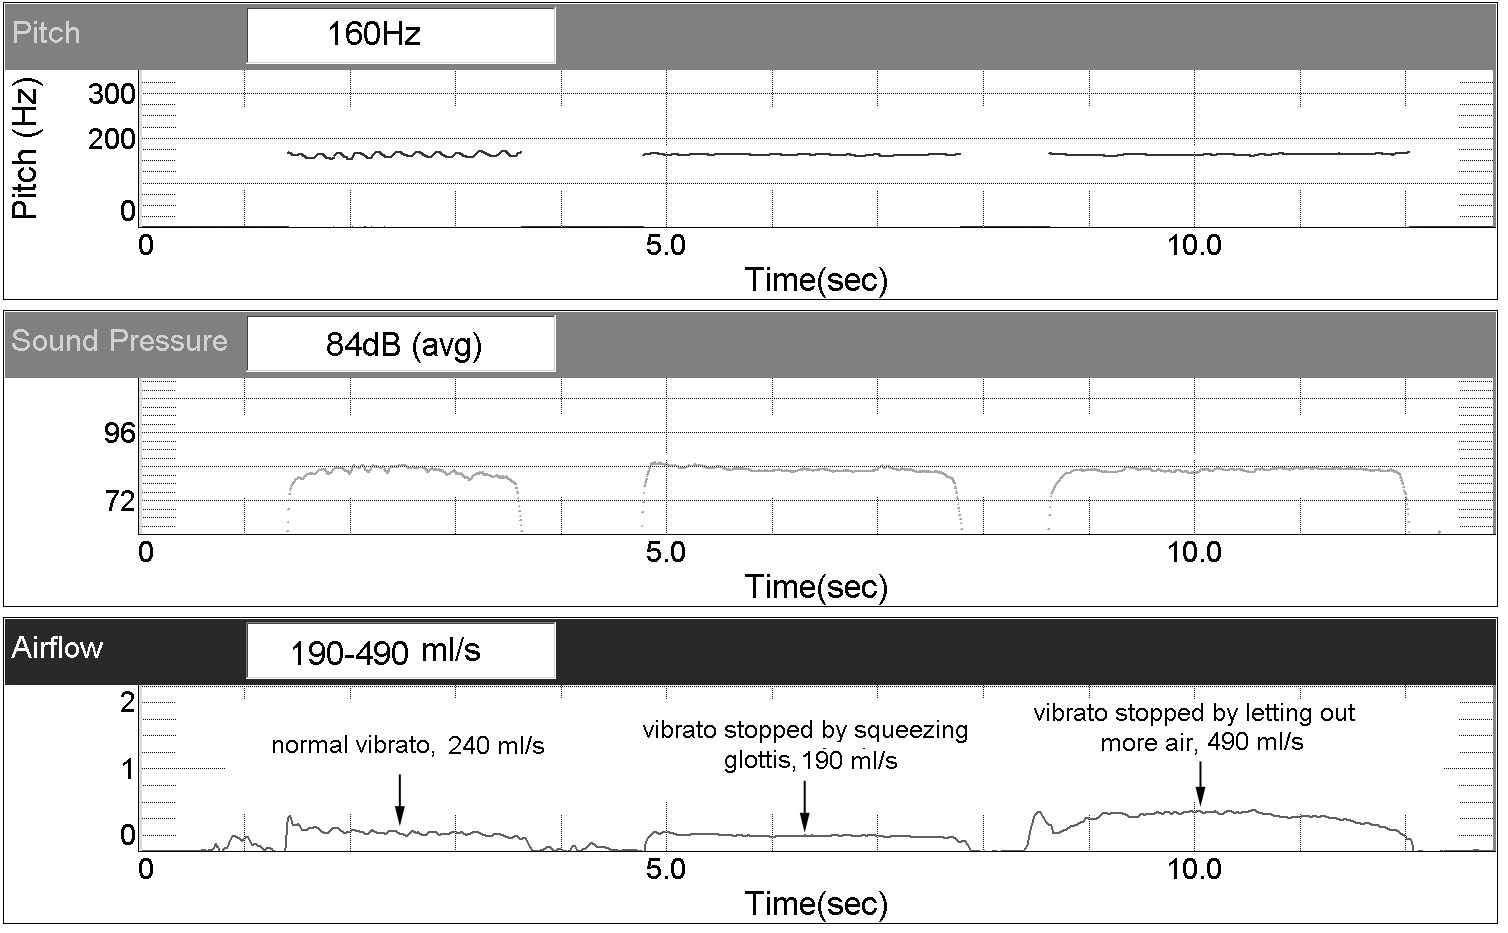 Pitch
160Hz
Pitch (Hz)
300
200
0
0
5.0
10.0
Time(sec)
Sound Pressure
84dB (avg)
96
72
0
5.0
10.0
Time(sec)
Airflow
190-490 ml/s
2
1
0
normal vibrato, 240 ml/s
vibrato stopped by squeezing
glottis, 190 ml/s
vibrato stopped by letting out
more air, 490 ml/s
0
5.0
10.0
Time(sec)